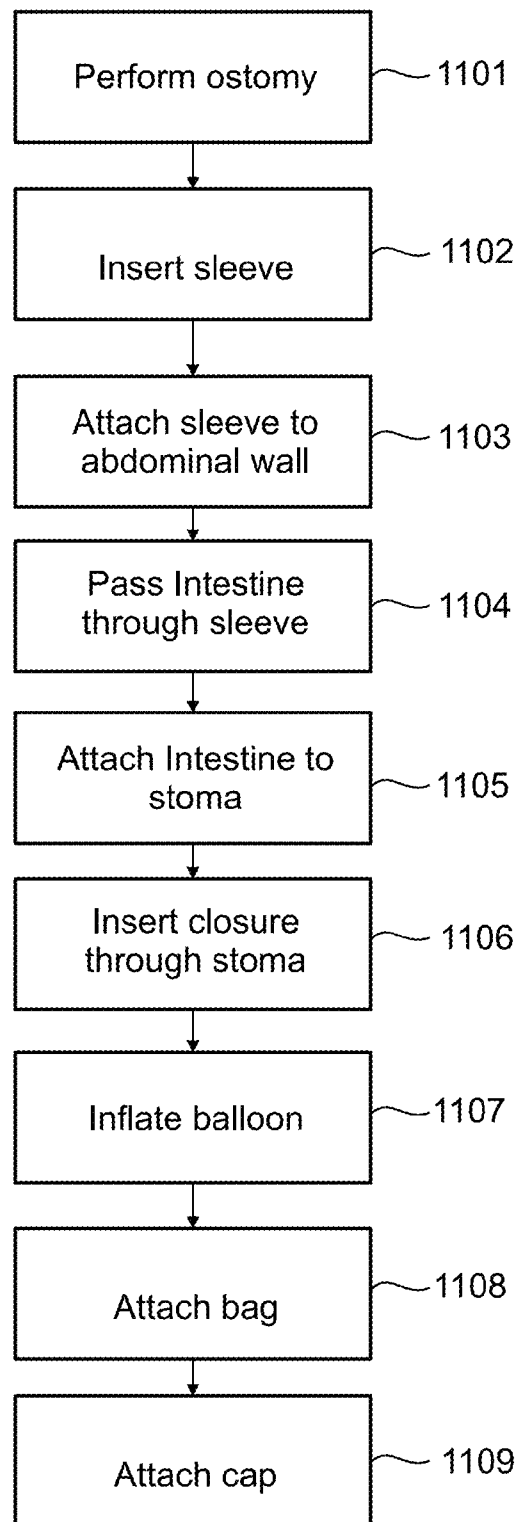 Perform ostomy
1101
Insert sleeve
1102
Attach sleeve to
abdominal wall
1103
Pass Intestine
through sleeve
1104
Attach Intestine to
stoma
1105
Insert closure
through stoma
1106
Inflate balloon
1107
Attach bag
1108
Attach cap
1109